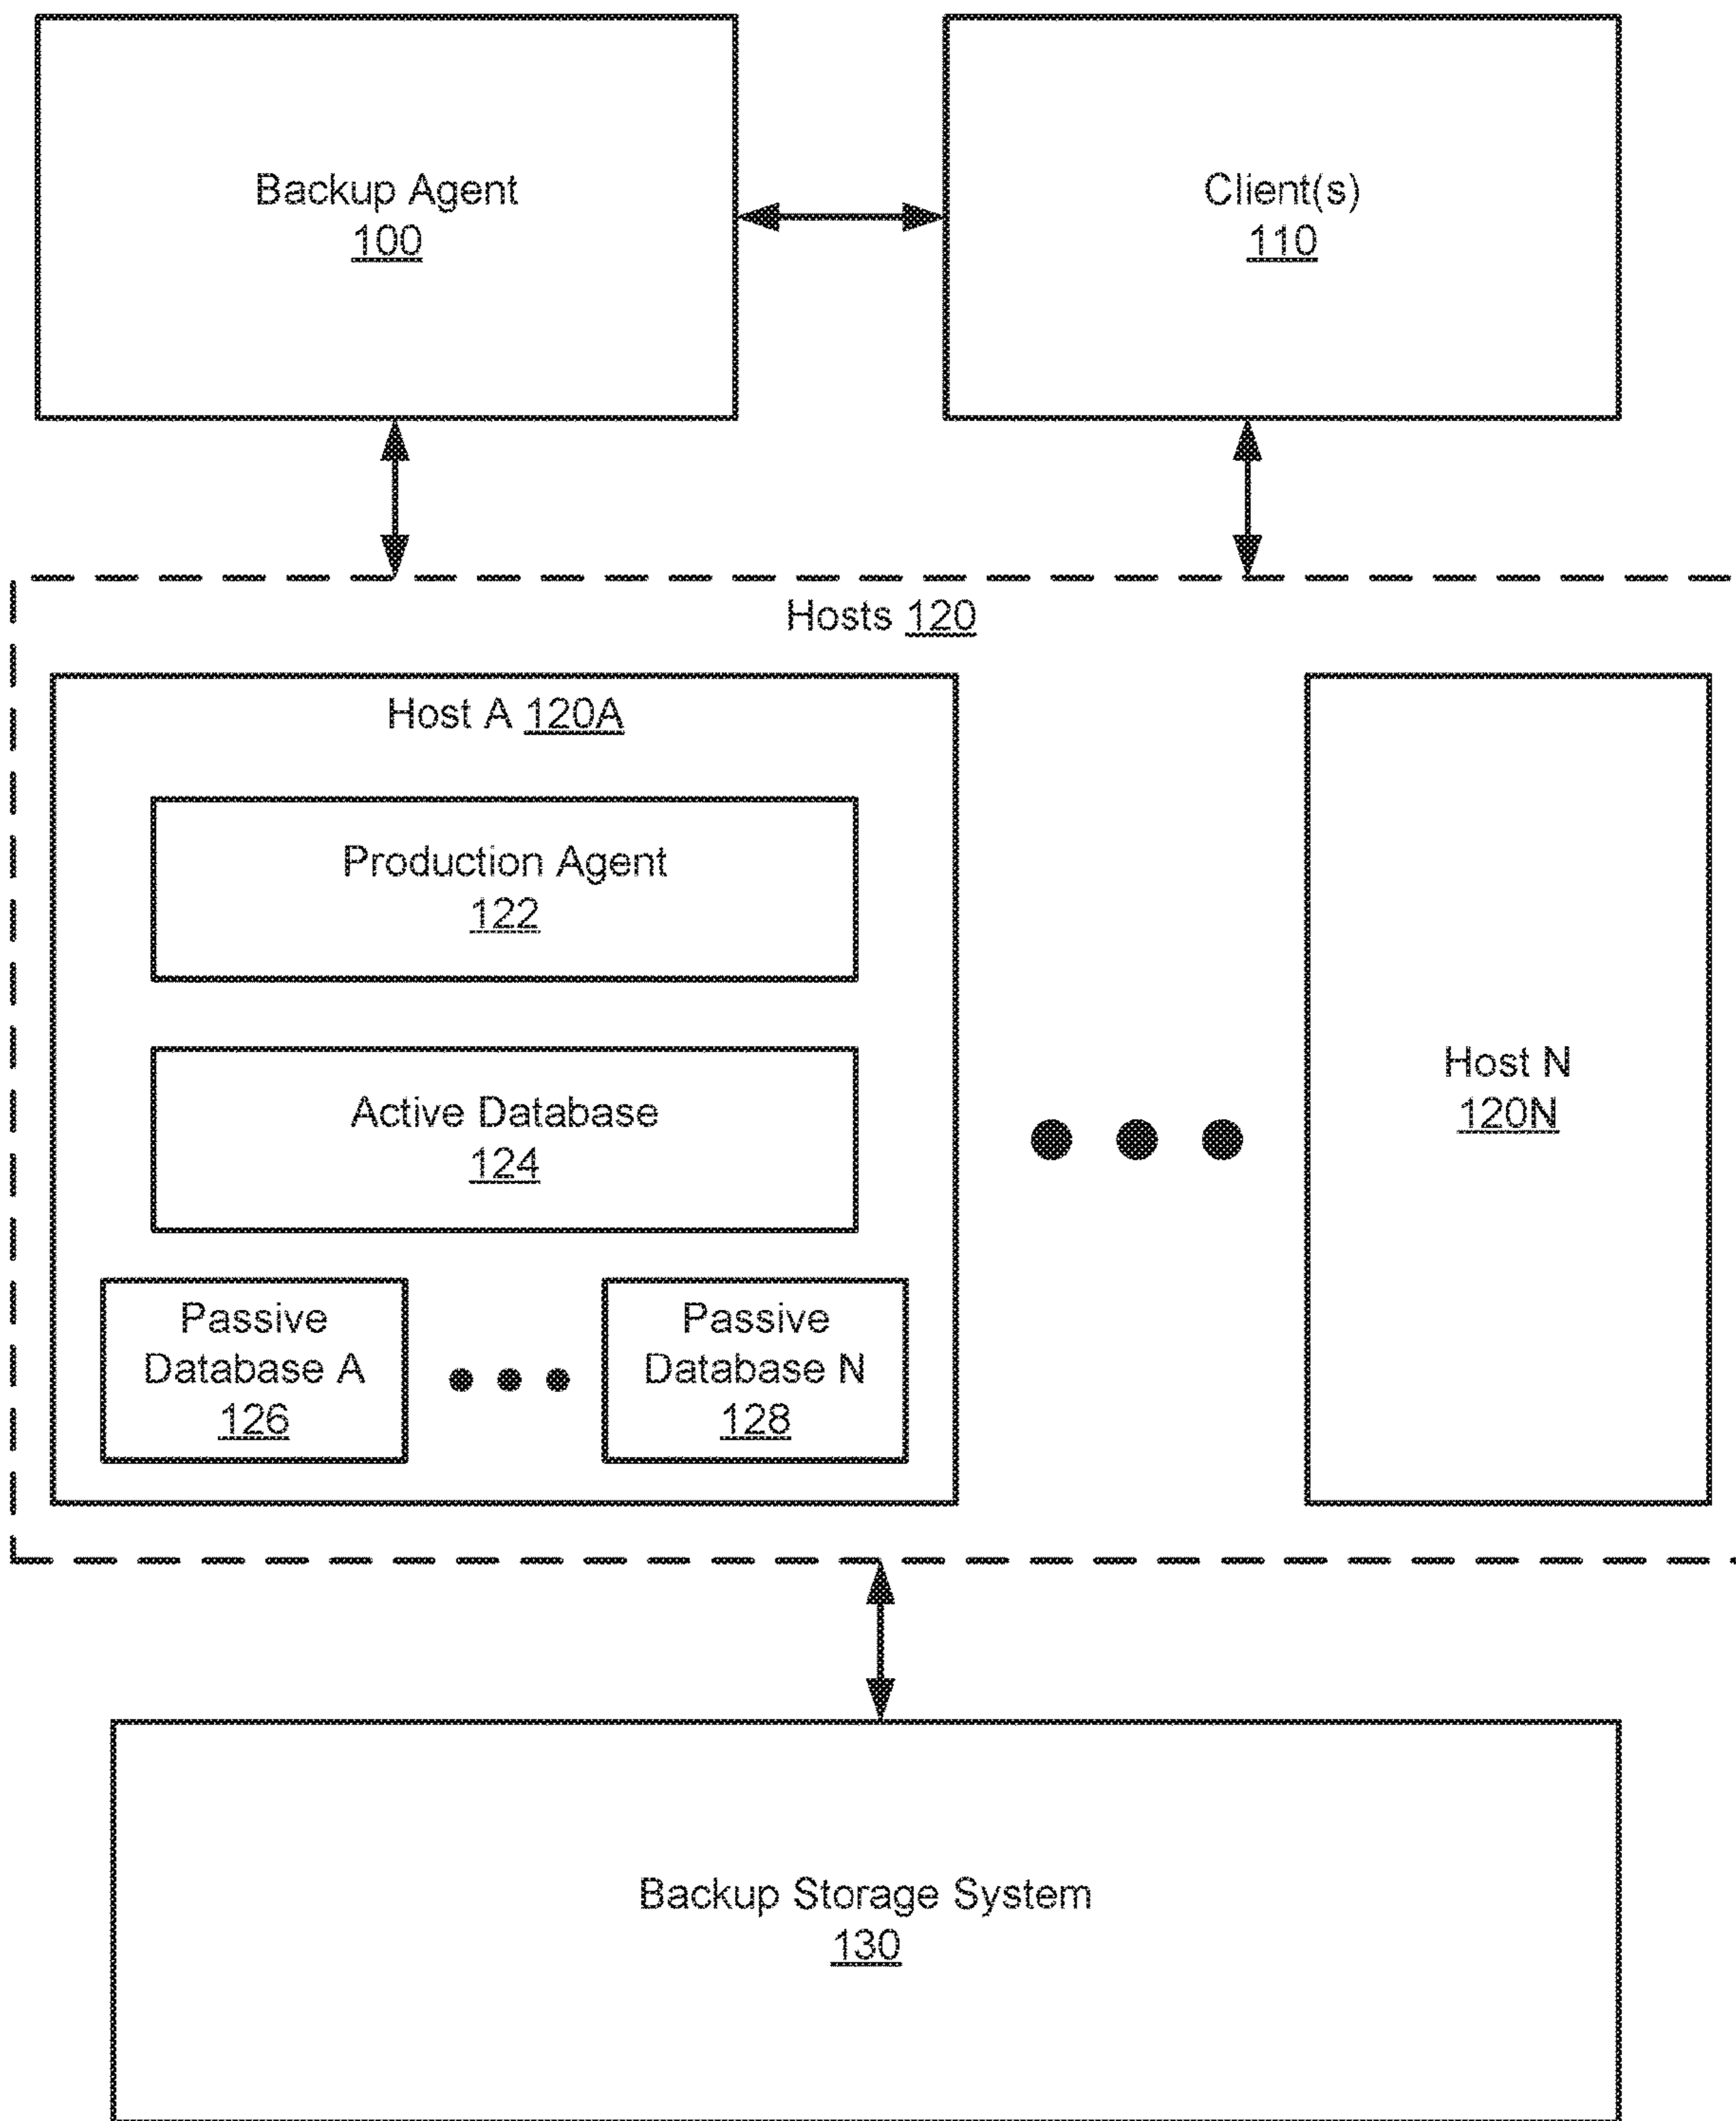 Backup Agent
100
Client(s)
110
Hosts 120
Host A 120A
Production Agent
122
Active Database
124
Passive
Database A
126
Passive
Database N
128
Host N
120N
Backup Storage System
130